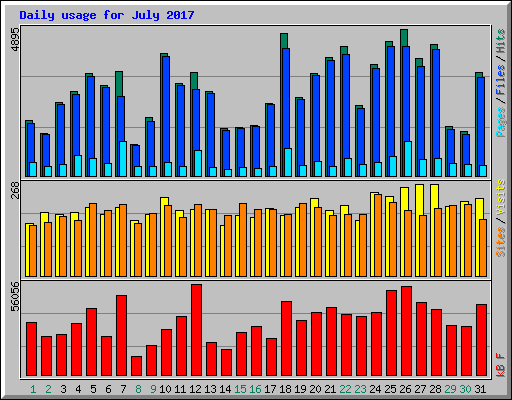 Daily usage for July 2017
4895
Pages / Files / Hits
268
Sites / Visits
56056
kB F
1 2 3 4 5 6 7 8 9 10 11 12 13 14 15 16 17 18 19 20 21 22 23 24 25 26 27 28 29 30 31